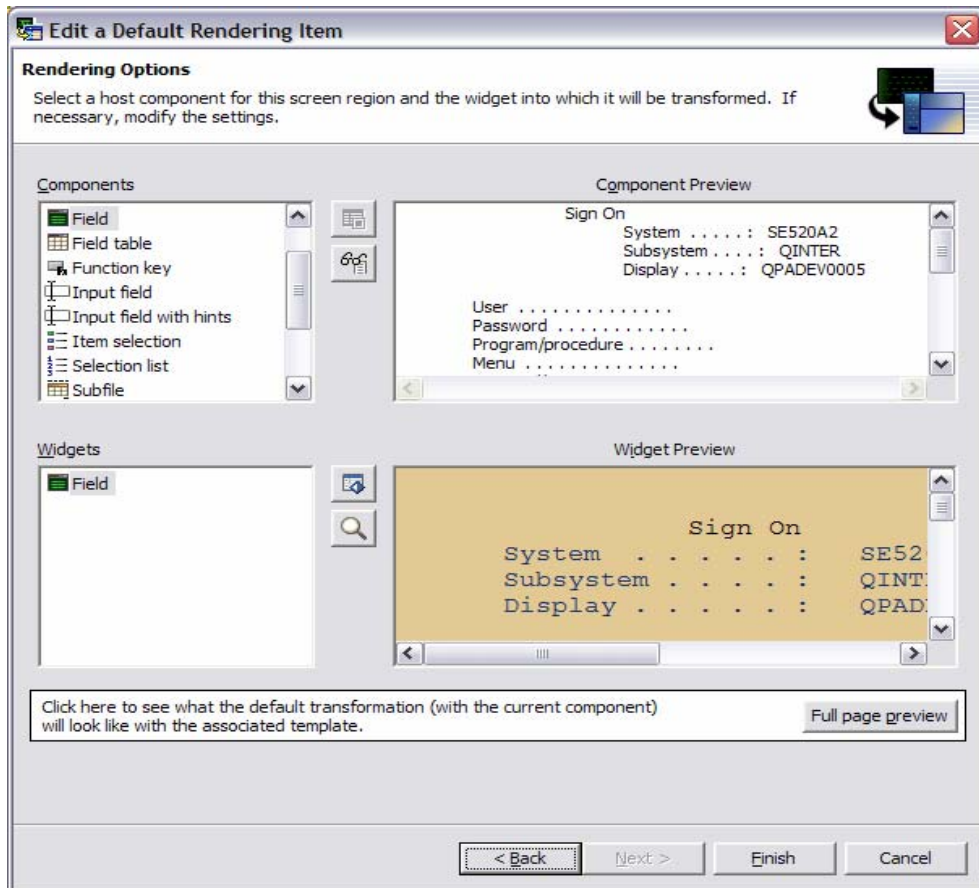 Edit a Default Rendering Item
Rendering Options
Select a host component for this screen region and the widget into which it will be transformed. If
necessary, modify the settings.
Components
Field
Field table
Function key
Input field
Input field with hints
Item selection
Selection list
Subfile
Component Preview
Sign On
System . . . . . : SE520A2
Subsystem . . . . : QINTER
Display . . . . . : QPADEV0005
User . . . . . . . . . . . . . .
Password . . . . . . . . . . . .
Program/procedure . . . . . . . .
Menu . . . . . . . . . . . . . .
Widgets
Field
Widget Preview
Sign On
System . . . . . : SE52
Subsystem . . . . : QINT
Display . . . . . : QPAD
Click here to see what the default transformation (with the current component)
will look like with the associated template.
Full page preview
< Back
Next >
Finish
Cancel